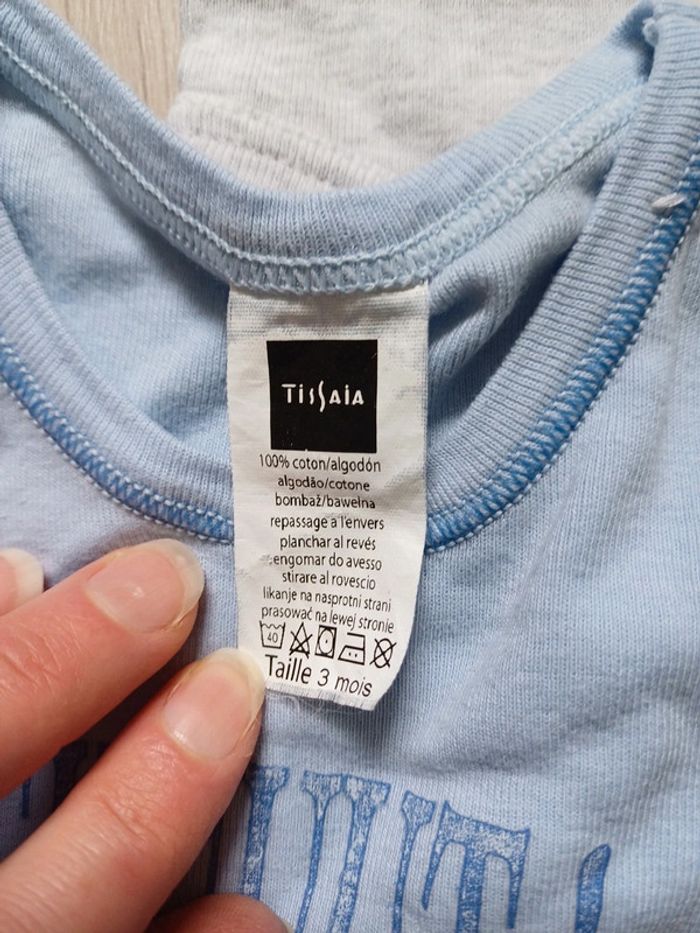 TISSAIA
100% coton/algodón
algodão/cotone
bombaž/bawełna
repassage a l'envers
planchar al revés
engomar do avesso
stirare al rovescio
likanje na nasprotni strani
prasować na lewej stronie
40
Taille 3 mois